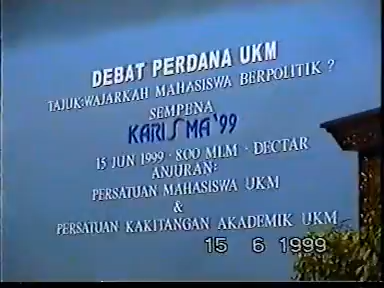 DEBAT PERDANA UKM
TAJUK:WAJARKAH MAHASISWA BERPOLITIK ?
SEMPENA
KARISMA '99
15 JUN 1999 · 8:00 MLM · DECTAR
ANJURAN:
PERSATUAN MAHASISWA UKM
&
PERSATUAN KAKITANGAN AKADEMIK UKM
15 6 1999